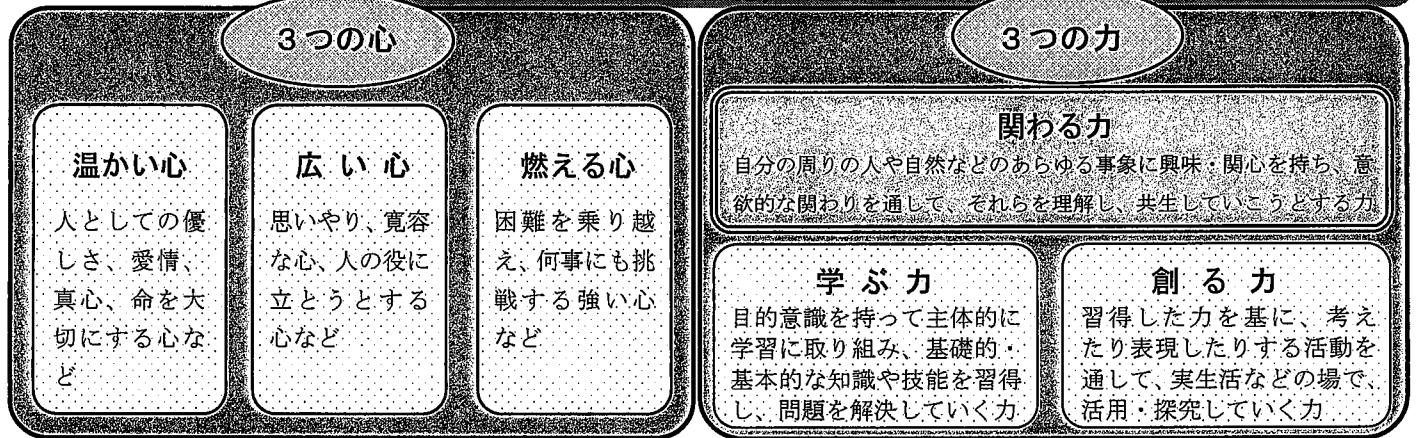 3つの心
温かい心
人としての優
しさ、愛情、
真心、命を大
切にする心な
ど
広い心
思いやり、寛容
な心、人の役に
立とうとする
心など
燃える心
困難を乗り越
え、何事にも挑
戦する強い心
など
3つの力
関わる力
自分の周りの人や自然などのあらゆる事象に興味・関心を持ち、意
欲的な関わりを通して、それらを理解し、共生していこうとする力
学ぶ力
目的意識を持って主体的に
学習に取り組み、基礎的・
基本的な知識や技能を習得
し、問題を解決していく力
創る力
習得した力を基に、考え
たり表現したりする活動を
通して、実生活などの場で、
活用・探究していく力